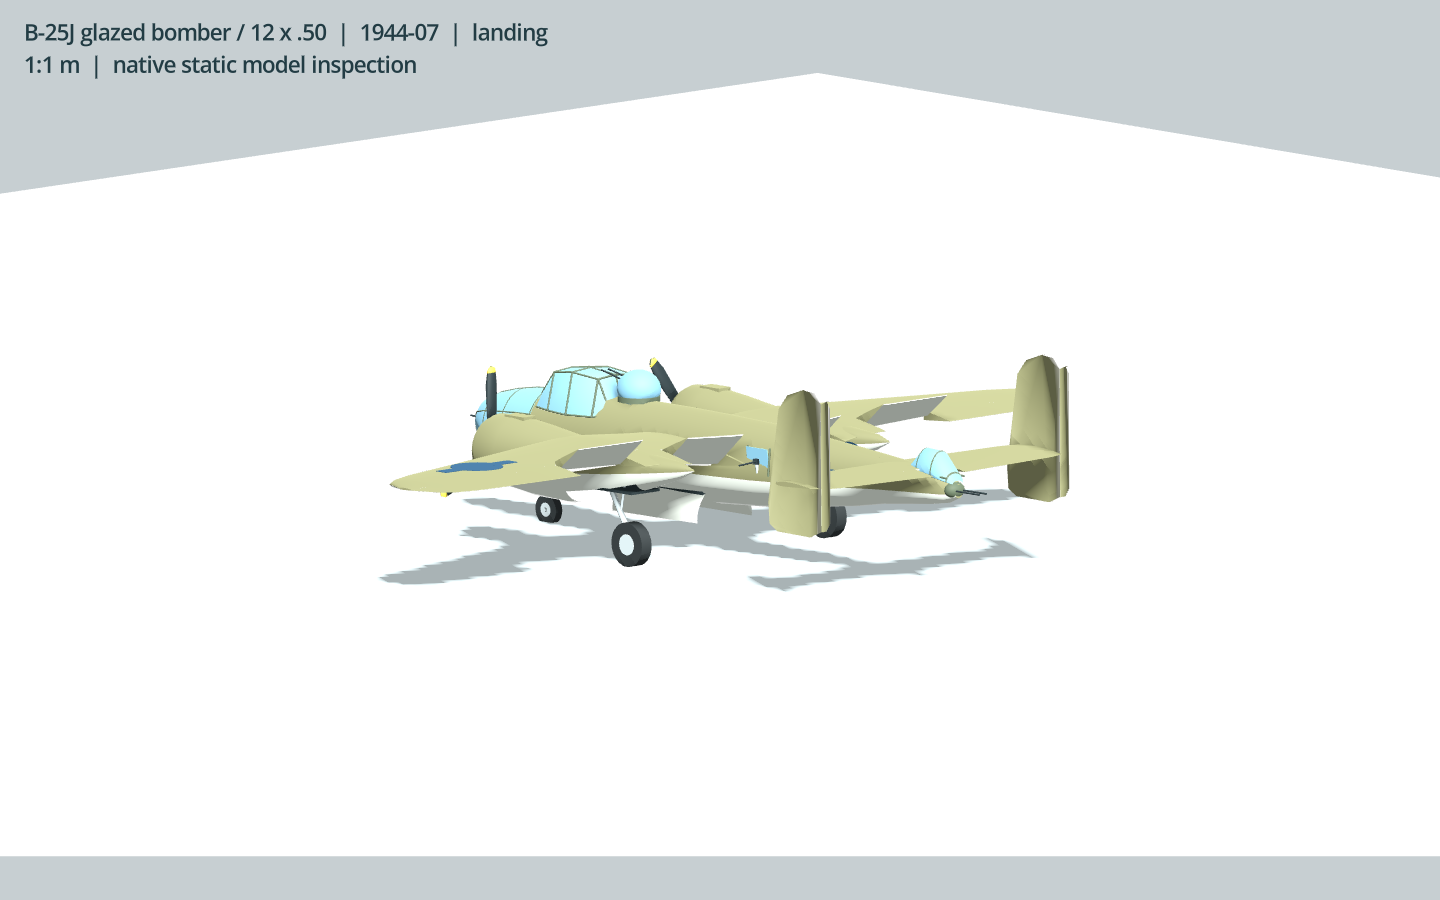 B-25J glazed bomber / 12 x .50 | 1944-07 | landing
1:1 m | native static model inspection